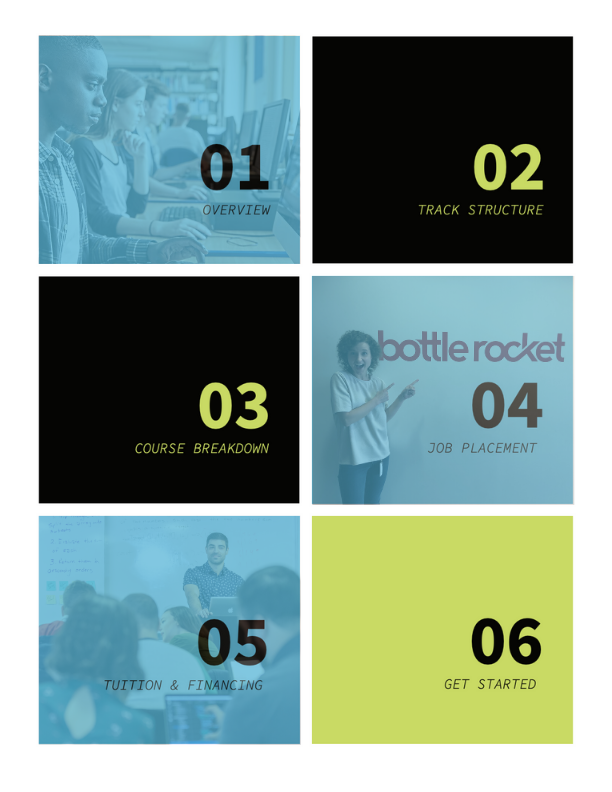 01
OVERVIEW
02
TRACK STRUCTURE
03
COURSE BREAKDOWN
bottle rocket
04
JOB PLACEMENT
05
TUITION & FINANCING
06
GET STARTED